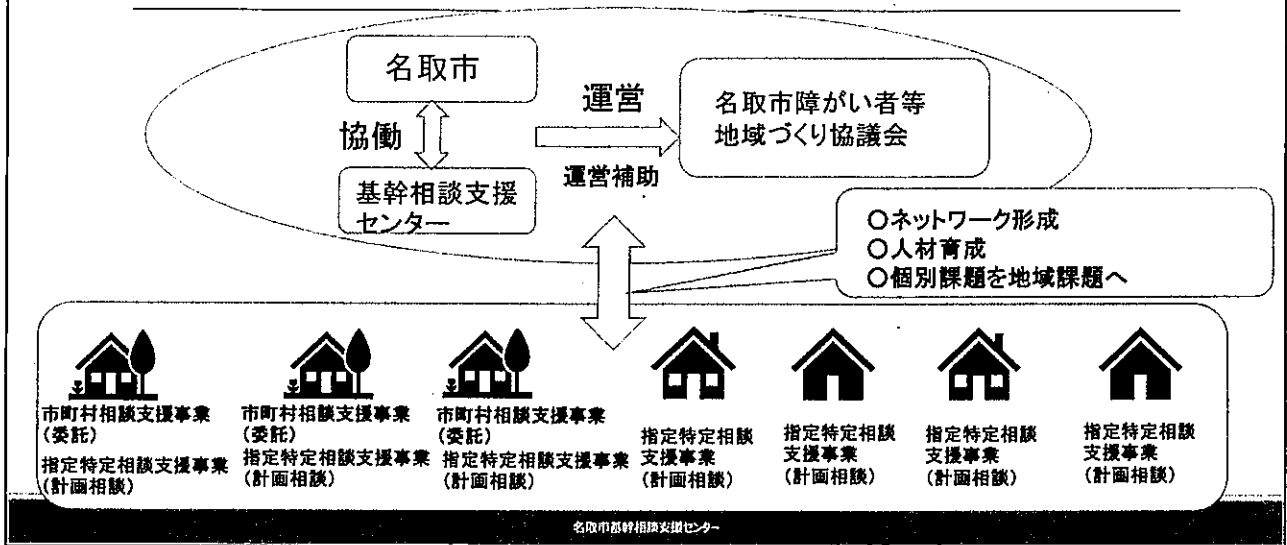 名取市
協働
基幹相談支援
センター
運営
運営補助
名取市障がい者等
地域づくり協議会
○ネットワーク形成
○人材育成
○個別課題を地域課題へ
市町村相談支援事業
(委託)
指定特定相談支援事業
(計画相談)
市町村相談支援事業
(委託)
指定特定相談支援事業
(計画相談)
市町村相談支援事業
(委託)
指定特定相談支援事業
(計画相談)
指定特定相談
支援事業
(計画相談)
指定特定相談
支援事業
(計画相談)
指定特定相談
支援事業
(計画相談)
指定特定相談
支援事業
(計画相談)
名取市基幹相談支援センター